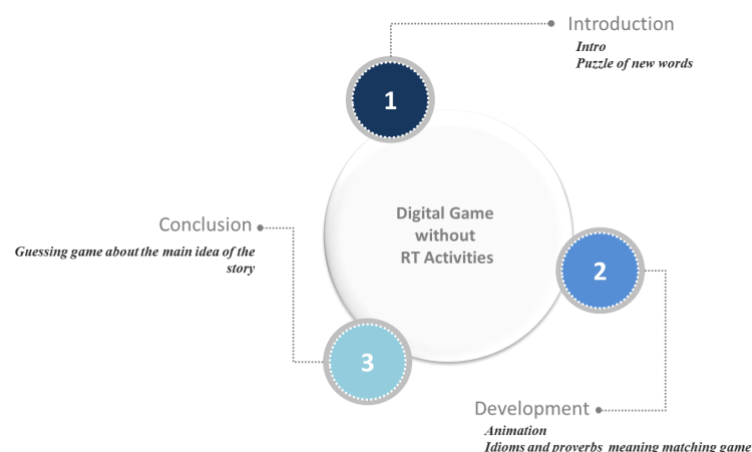 Introduction
Intro
Puzzle of new words
1
Digital Game
without
RT Activities
Conclusion
Guessing game about the main idea of the
story
2
3
Development
Animation
Idioms and proverbs meaning matching game